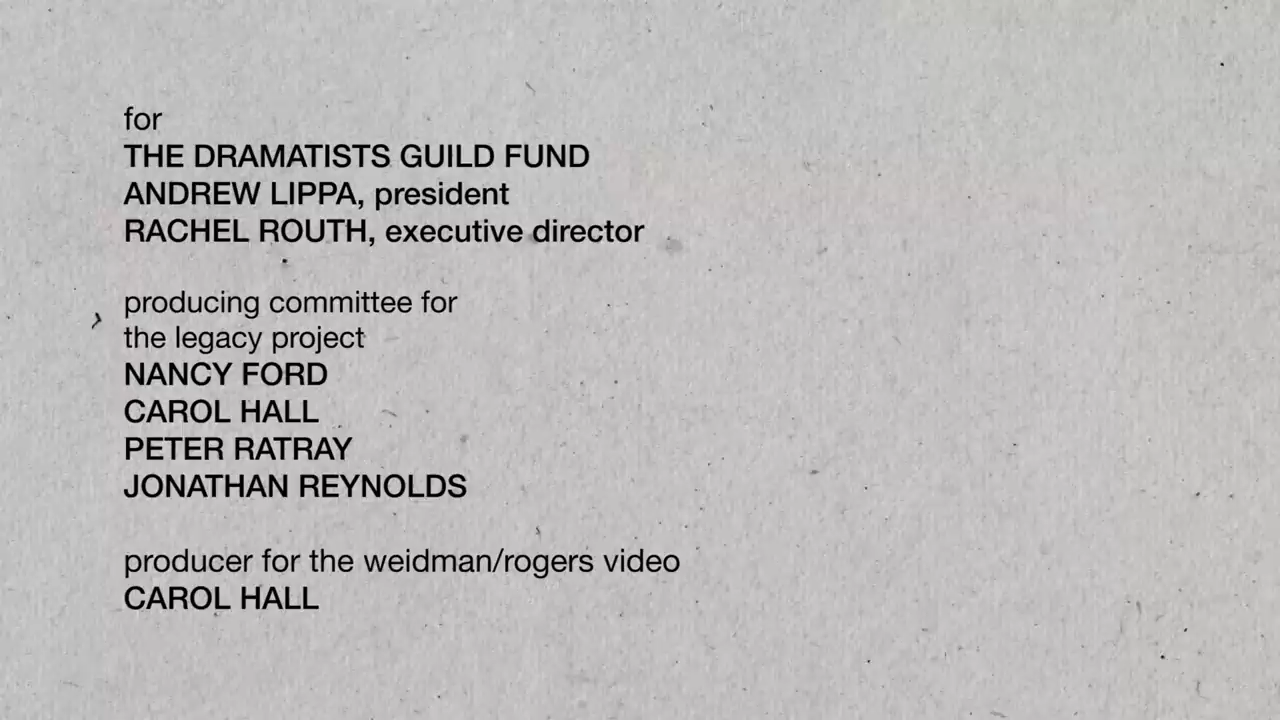 for
THE DRAMATISTS GUILD FUND
ANDREW LIPPA, president
RACHEL ROUTH, executive director
producing committee for
the legacy project
NANCY FORD
CAROL HALL
PETER RATRAY
JONATHAN REYNOLDS
producer for the weidman/rogers video
CAROL HALL